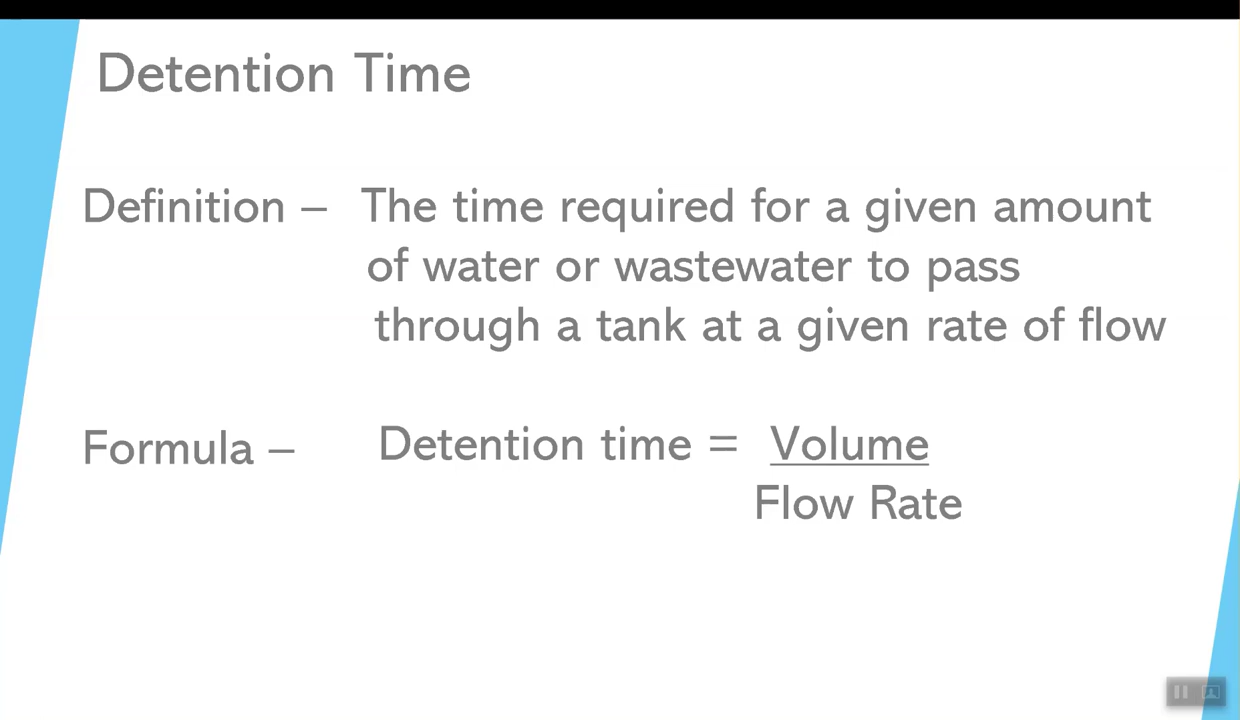 Detention Time
Definition – The time required for a given amount
of water or wastewater to pass
through a tank at a given rate of flow
Formula – Detention time = Volume
Flow Rate